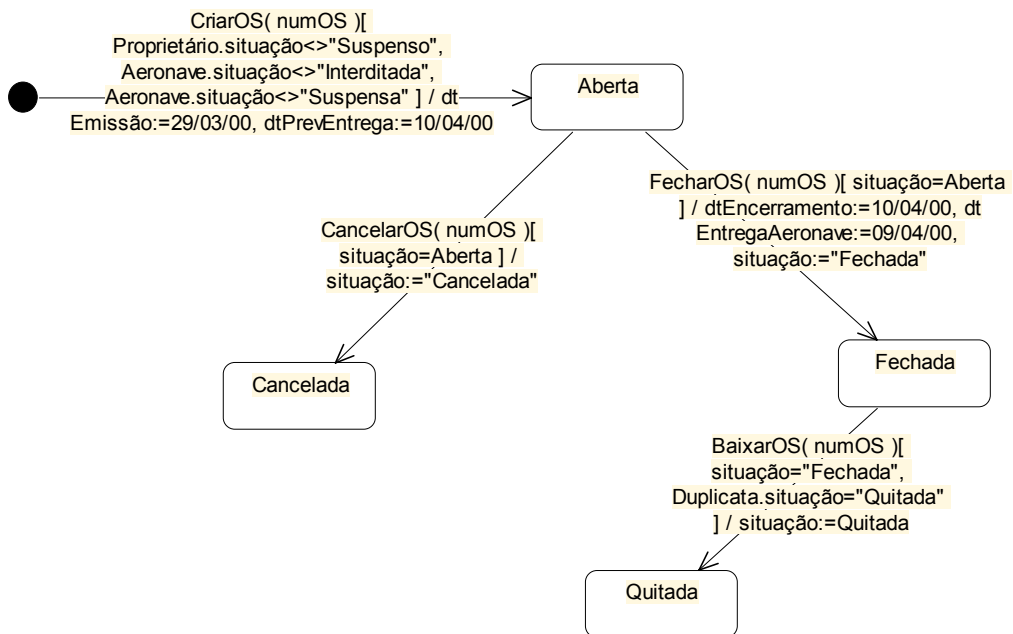 CriarOS( numOS )[
Proprietário.situação<>"Suspenso",
Aeronave.situação<>"Interditada",
Aeronave.situação<>"Suspensa" ] / dt
Emissão:=29/03/00, dtPrevEntrega:=10/04/00
Aberta
FecharOS( numOS )[ situação=Aberta
] / dtEncerramento:=10/04/00, dt
EntregaAeronave:=09/04/00,
situação:="Fechada"
CancelarOS( numOS )[
situação=Aberta ] /
situação:="Cancelada"
Cancelada
Fechada
BaixarOS( numOS )[
situação="Fechada",
Duplicata.situação="Quitada"
] / situação:=Quitada
Quitada